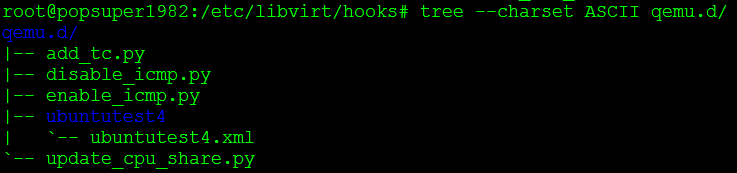 root@popsuper1982:/etc/libvirt/hooks# tree --charset ASCII qemu.d/
qemu.d/
|-- add_tc.py
|-- disable_icmp.py
|-- enable_icmp.py
|-- ubuntutest4
|   `-- ubuntutest4.xml
`-- update_cpu_share.py